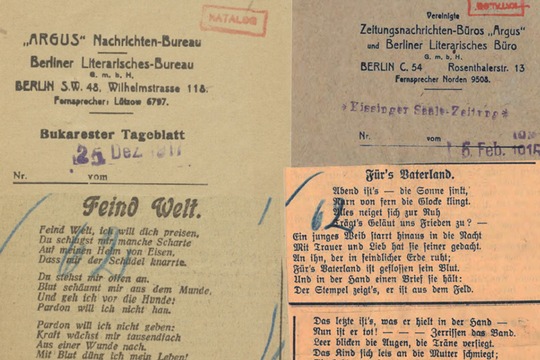 KATALOG
„ARGUS" Nachrichten-Bureau
Berliner Literarisches-Bureau
G. m. b. H.
BERLIN S.W. 48, Wilhelmstrasse 118.
Fernsprecher: Lützow 6797.
Bukarester Tageblatt
25. Dez. 191
Nr. vom
Feind Welt.
Feind Welt, ich will dich preisen,
Du schlugst mir manche Scharte
Auf meinen Helm von Eisen,
Dass mir der Schädel knarrte.
Du stehst mir offen an.
Blut schäumt mir aus dem Munde,
Und geh ich vor die Hunde:
Pardon will ich nicht han.
Pardon will ich nicht geben:
Kraft wächst mir tausendfach
Aus einer Wunde nach.
Mit Blut düng ich mein Leben!
Vereinigte
Zeitungsnachrichten-Büros „Argus"
und Berliner Literarisches Büro
G. m. b. H.
BERLIN C. 54 Rosenthalerstr. 13
Fernsprecher Norden 9508.
*Kissinger Saale-Zeitung*
Nr. vom
Feb. 191
Für's Vaterland.
Abend ist's — die Sonne sinkt,
Fern von fern die Glocke klingt.
Alles neigt sich zur Ruh
Trägt's Geläut uns Frieden zu? —
Ein junges Weib starrt hinaus in die Nacht
Mit Trauer und Lieb hat sie seiner gedacht.
An ihn, der in feindlicher Erde ruht;
Für's Vaterland ist geflossen sein Blut.
Und in der Hand einen Brief sie hält:
Der Stempel zeigt's, er ist aus dem Feld.
Das letzte ist's, was er hielt in der Hand —
Nun ist er tot! — — — Zerrissen das Band.
Leer blicken die Augen, die Träne versiegt.
Das Kind sich leis an die Mutter schmiegt;